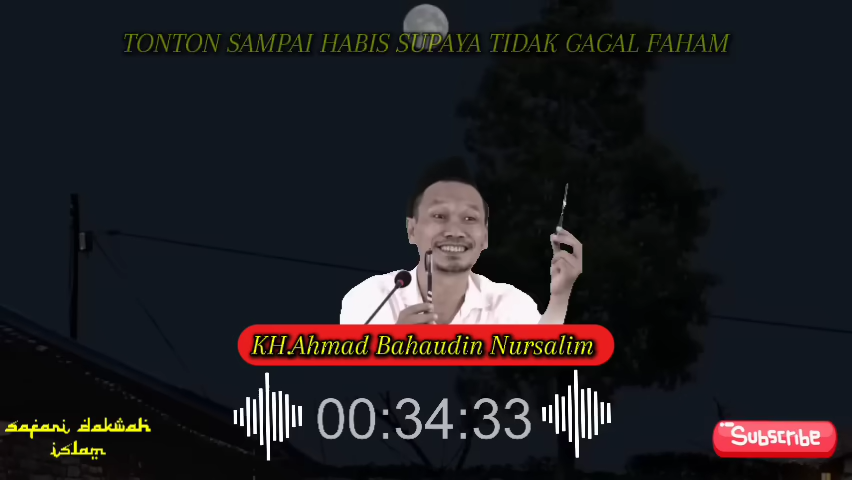 TONTON SAMPAI HABIS SUPAYA TIDAK GAGAL FAHAM
KH.Ahmad Bahaudin Nursalim
00:34:33
safari dakwah
islam
Subscribe